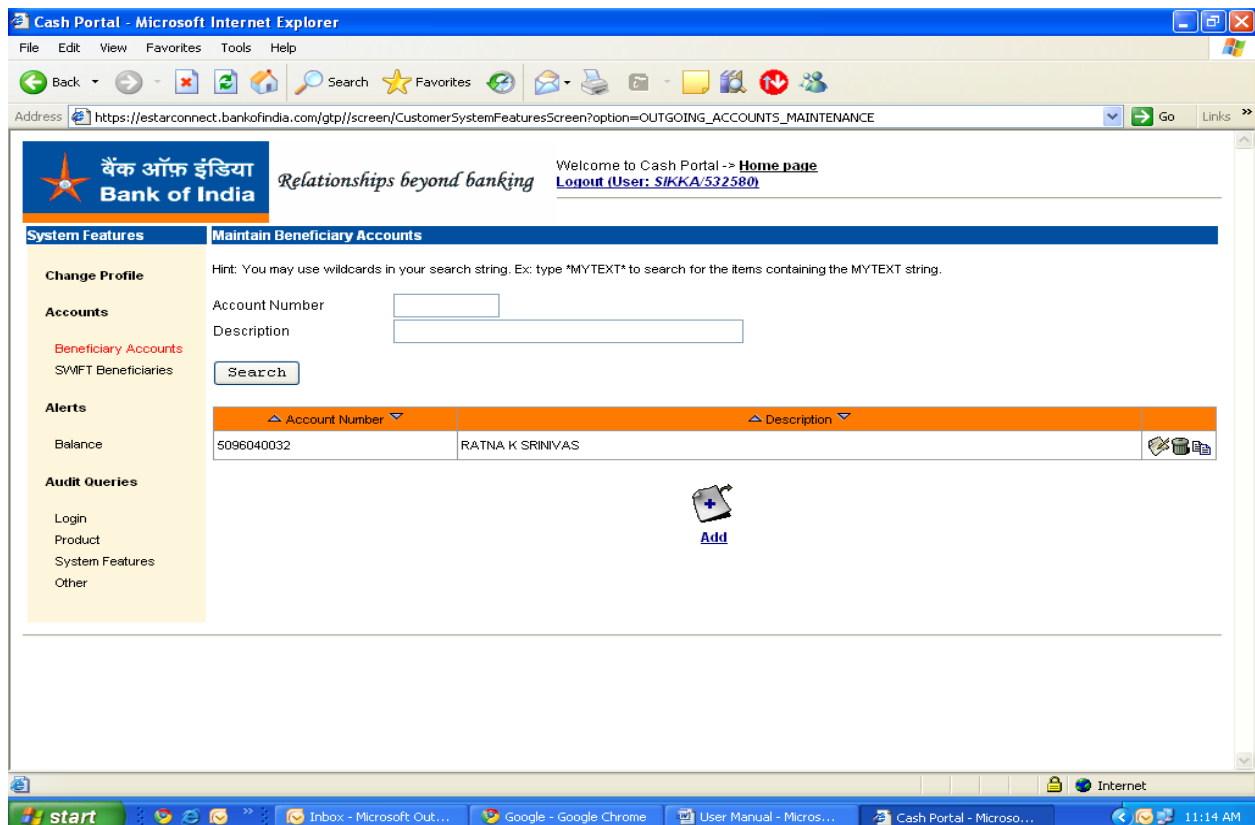 Cash Portal - Microsoft Internet Explorer
File Edit View Favorites Tools Help
Back Search Favorites
Address https://estarconnect.bankofindia.com/gtp//screen/CustomerSystemFeaturesScreen?option=OUTGOING_ACCOUNTS_MAINTENANCE Go Links »
बैंक ऑफ़ इंडिया
Bank of India
Relationships beyond banking
Welcome to Cash Portal -> Home page
Logout (User: SIKKA/532580)
System Features
Change Profile
Accounts
Beneficiary Accounts
SWIFT Beneficiaries
Alerts
Balance
Audit Queries
Login
Product
System Features
Other
Maintain Beneficiary Accounts
Hint: You may use wildcards in your search string. Ex: type *MYTEXT* to search for the items containing the MYTEXT string.
Account Number
Description
Search
Account Number Description
5096040032 RATNA K SRINIVAS
Add
Internet
start » Inbox - Microsoft Out... Google - Google Chrome User Manual - Micros... Cash Portal - Microso... 11:14 AM